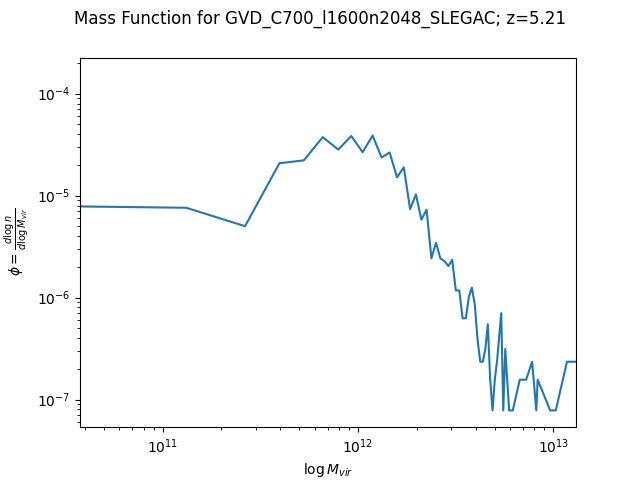 Mass Function for GVD_C700_l1600n2048_SLEGAC; z=5.21
10⁻⁴
10⁻⁵
10⁻⁶
10⁻⁷
ϕ = d log n / d log M_vir
10¹¹ 10¹² 10¹³
log M_vir